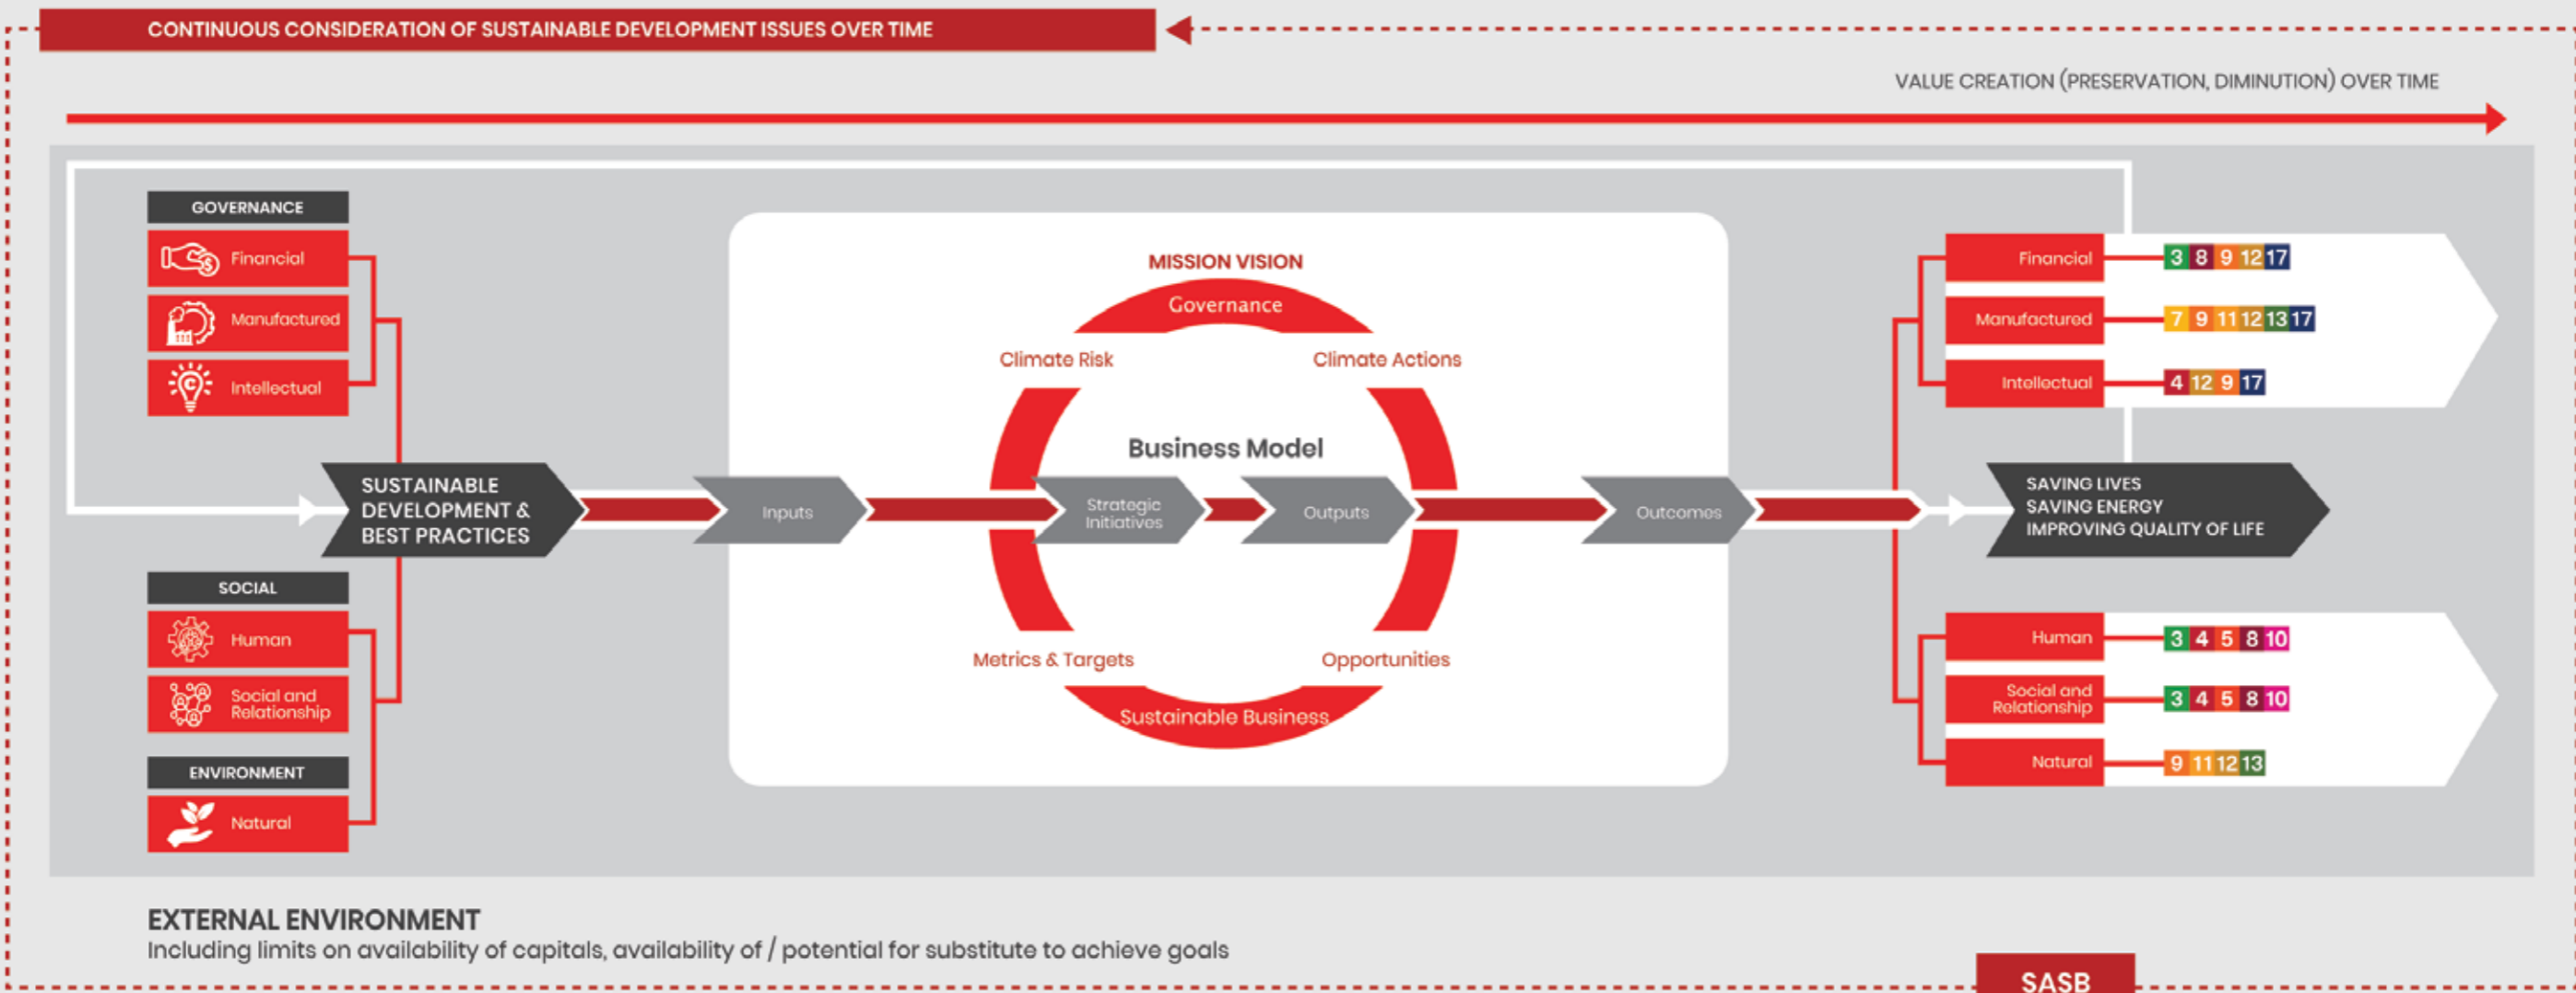 CONTINUOUS CONSIDERATION OF SUSTAINABLE DEVELOPMENT ISSUES OVER TIME
VALUE CREATION (PRESERVATION, DIMINUTION) OVER TIME
GOVERNANCE
Financial
Manufactured
Intellectual
SUSTAINABLE
DEVELOPMENT &
BEST PRACTICES
SOCIAL
Human
Social and
Relationship
ENVIRONMENT
Natural
MISSION VISION
Governance
Climate Risk
Climate Actions
Business Model
Inputs
Strategic
Initiatives
Outputs
Outcomes
Metrics & Targets
Opportunities
Sustainable Business
Financial
3 8 9 12 17
Manufactured
7 9 11 12 13 17
Intellectual
4 12 9 17
SAVING LIVES
SAVING ENERGY
IMPROVING QUALITY OF LIFE
Human
3 4 5 8 10
Social and
Relationship
3 4 5 8 10
Natural
9 11 12 13
EXTERNAL ENVIRONMENT
Including limits on availability of capitals, availability of / potential for substitute to achieve goals
SASB